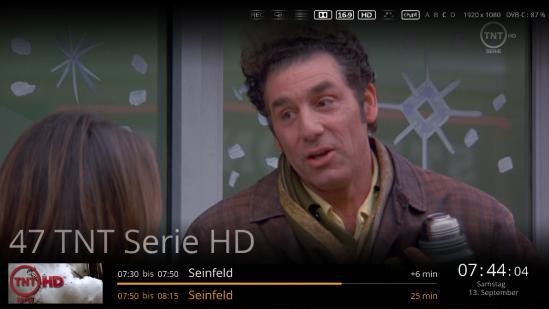 REC 16:9 HD crypt A B C D 1920 x 1080 DVB-C : 87 %
TNT HD
SERIE
47 TNT Serie HD
TNT HD
07:30 bis 07:50 Seinfeld +6 min
07:50 bis 08:15 Seinfeld 25 min
07:44:04
Samstag
13. September